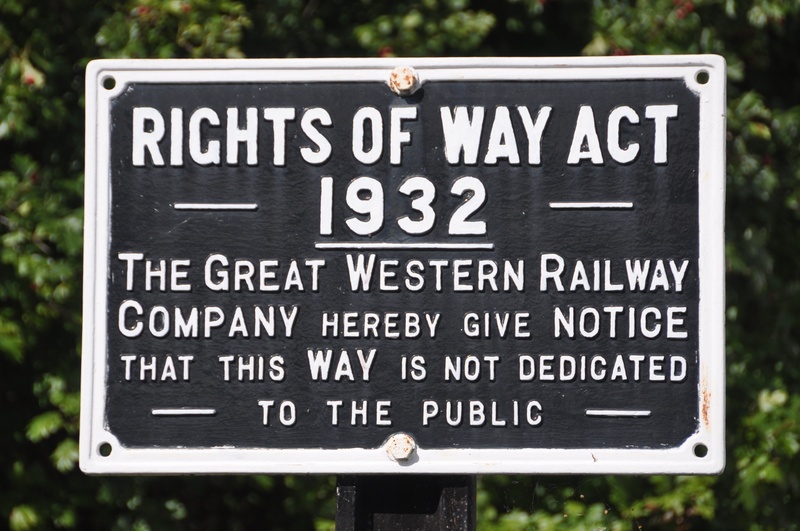 RIGHTS OF WAY ACT
1932
THE GREAT WESTERN RAILWAY
COMPANY HEREBY GIVE NOTICE
THAT THIS WAY IS NOT DEDICATED
TO THE PUBLIC